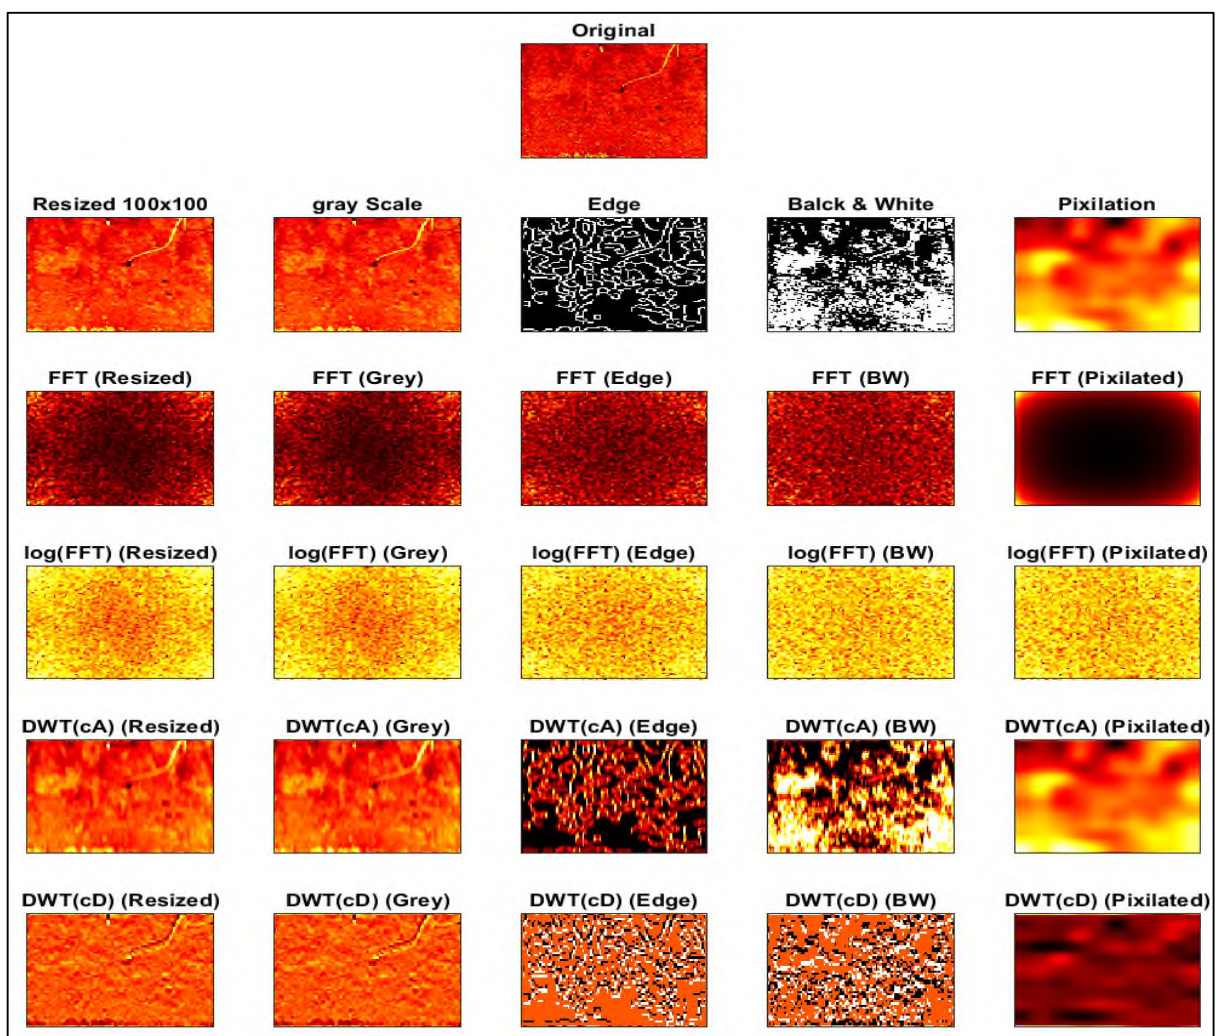 Original
Resized 100x100 gray Scale Edge Balck & White Pixilation
FFT (Resized) FFT (Grey) FFT (Edge) FFT (BW) FFT (Pixilated)
log(FFT) (Resized) log(FFT) (Grey) log(FFT) (Edge) log(FFT) (BW) log(FFT) (Pixilated)
DWT(cA) (Resized) DWT(cA) (Grey) DWT(cA) (Edge) DWT(cA) (BW) DWT(cA) (Pixilated)
DWT(cD) (Resized) DWT(cD) (Grey) DWT(cD) (Edge) DWT(cD) (BW) DWT(cD) (Pixilated)